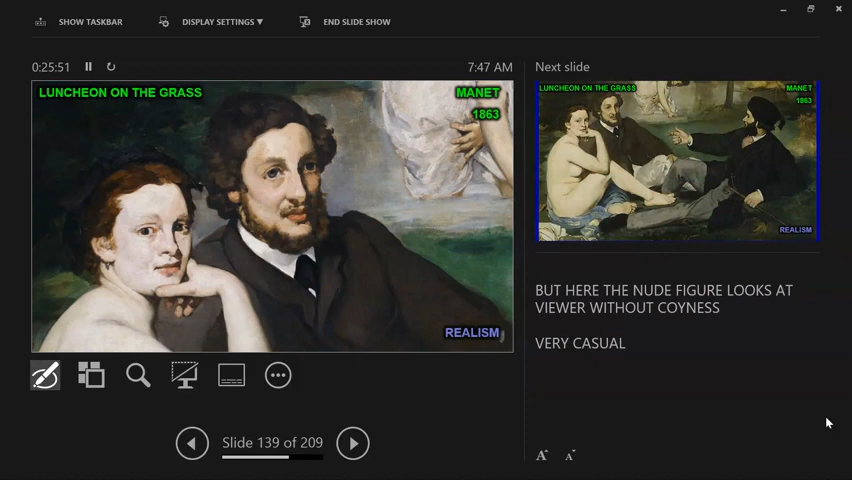 SHOW TASKBAR
DISPLAY SETTINGS ▼
END SLIDE SHOW
0:25:51
7:47 AM
LUNCHEON ON THE GRASS
MANET
1863
REALISM
Slide 139 of 209
Next slide
LUNCHEON ON THE GRASS
MANET
1863
REALISM
BUT HERE THE NUDE FIGURE LOOKS AT
VIEWER WITHOUT COYNESS
VERY CASUAL
A A